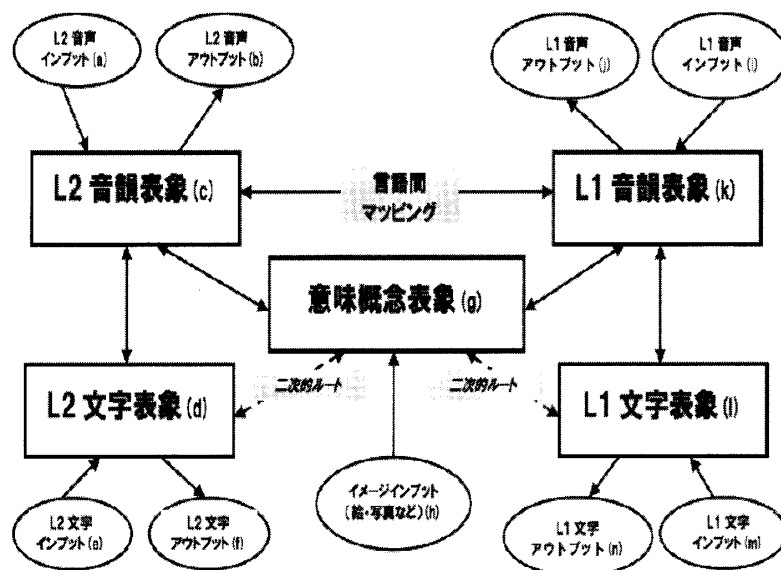 L2 音声
インプット(a)
L2 音声
アウトプット(b)
L1 音声
アウトプット(j)
L1 音声
インプット(i)
L2 音韻表象(c)
言語間
マッピング
L1 音韻表象(k)
意味概念表象(g)
二次的ルート
二次的ルート
L2 文字表象(d)
L1 文字表象(l)
L2 文字
インプット(e)
L2 文字
アウトプット(f)
イメージインプット
(絵・写真など)(h)
L1 文字
アウトプット(n)
L1 文字
インプット(m)